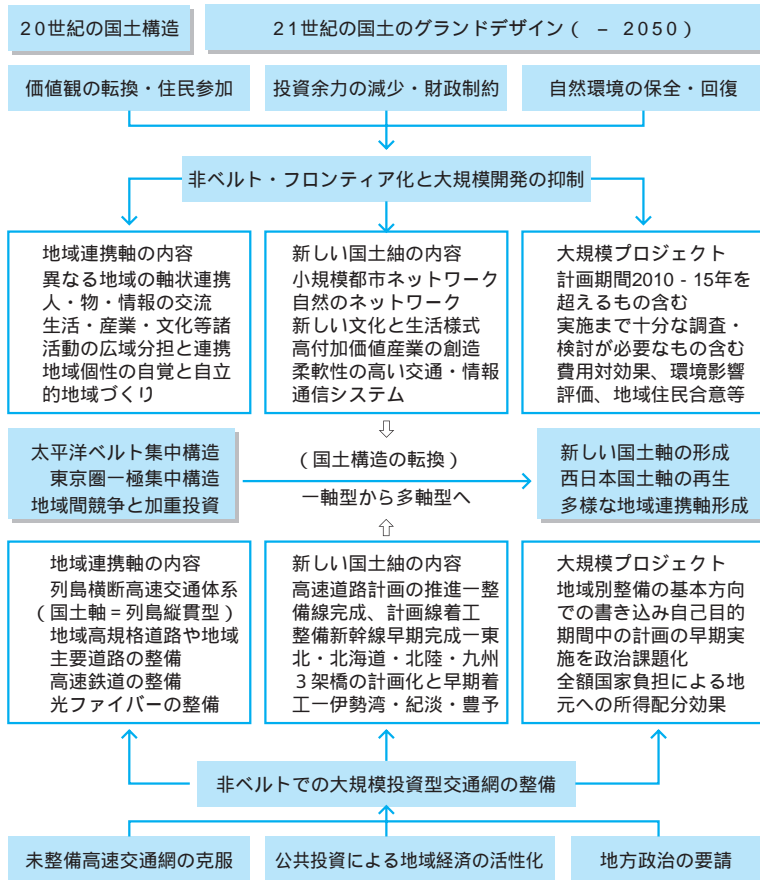 20世紀の国土構造
21世紀の国土のグランドデザイン（ － 2050）
価値観の転換・住民参加
投資余力の減少・財政制約
自然環境の保全・回復
非ベルト・フロンティア化と大規模開発の抑制
地域連携軸の内容
異なる地域の軸状連携
人・物・情報の交流
生活・産業・文化等諸
活動の広域分担と連携
地域個性の自覚と自立
的地域づくり
新しい国土紬の内容
小規模都市ネットワーク
自然のネットワーク
新しい文化と生活様式
高付加価値産業の創造
柔軟性の高い交通・情報
通信システム
大規模プロジェクト
計画期間2010 - 15年を
超えるもの含む
実施まで十分な調査・
検討が必要なもの含む
費用対効果、環境影響
評価、地域住民合意等
太平洋ベルト集中構造
東京圏一極集中構造
地域間競争と加重投資
（国土構造の転換）
一軸型から多軸型へ
新しい国土軸の形成
西日本国土軸の再生
多様な地域連携軸形成
地域連携軸の内容
列島横断高速交通体系
（国土軸＝列島縦貫型）
地域高規格道路や地域
主要道路の整備
高速鉄道の整備
光ファイバーの整備
新しい国土紬の内容
高速道路計画の推進一整
備線完成、計画線着工
整備新幹線早期完成一東
北・北海道・北陸・九州
３架橋の計画化と早期着
工一伊勢湾・紀淡・豊予
大規模プロジェクト
地域別整備の基本方向
での書き込み自己目的
期間中の計画の早期実
施を政治課題化
全額国家負担による地
元への所得配分効果
非ベルトでの大規模投資型交通網の整備
未整備高速交通網の克服
公共投資による地域経済の活性化
地方政治の要請